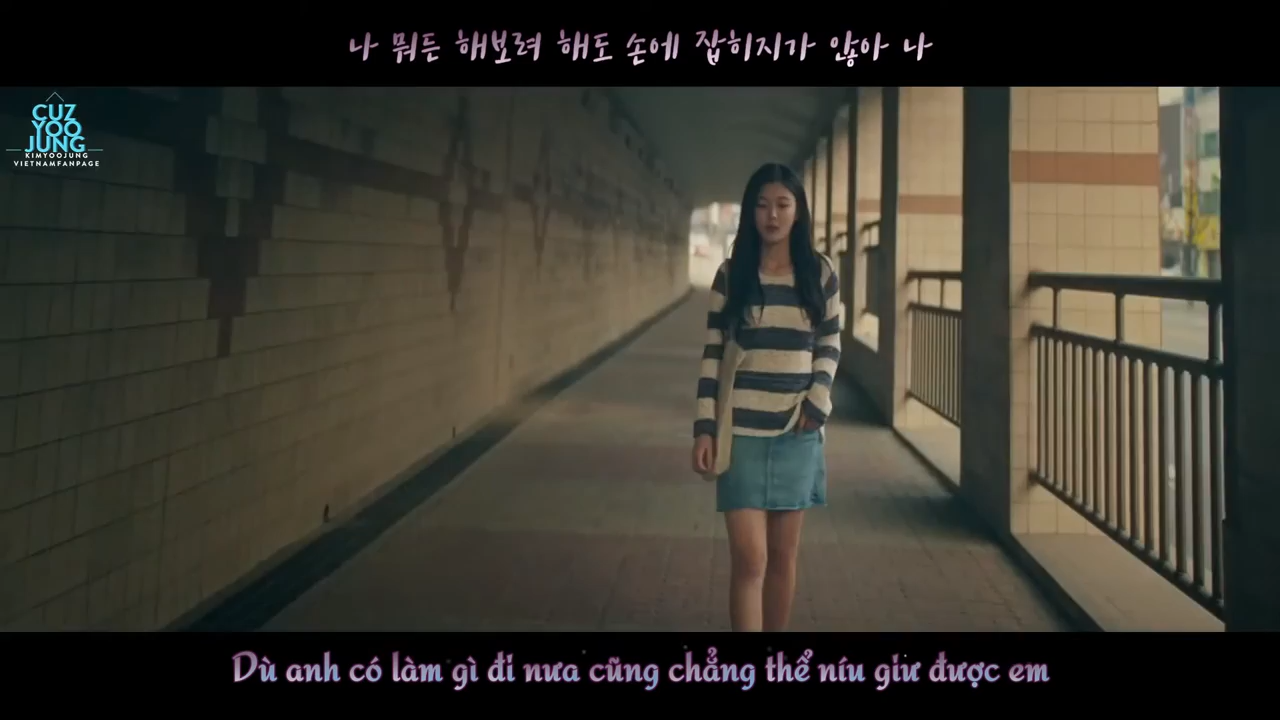 나 뭐든 해보려 해도 손에 잡히지가 않아 나
CUZ
YOO
JUNG
KIMYOOJUNG
VIETNAMFANPAGE
Dù anh có làm gì đi nưa cũng chẳng thể níu giư được em